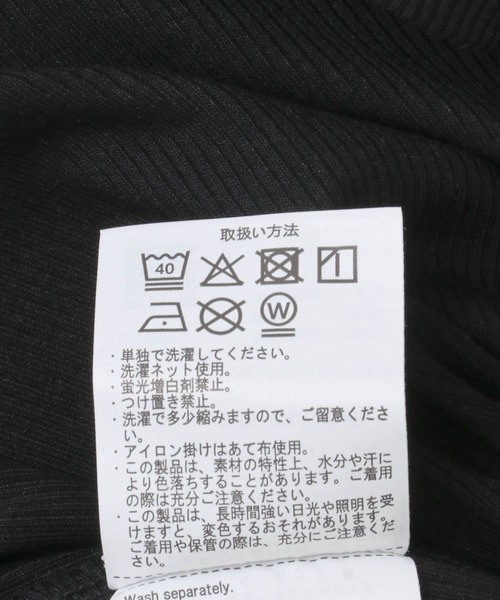 取扱い方法
40
W
・単独で洗濯してください。
・洗濯ネット使用。
・蛍光増白剤禁止。
・つけ置き禁止。
・洗濯で多少縮みますので、ご留意くださ
い。
・アイロン掛けはあて布使用。
・この製品は、素材の特性上、水分や汗に
より色落ちすることがあります。ご着用
の際は充分ご注意ください。
・この製品は、長時間強い日光や照明を受
けますと、変色するおそれがあります。
ご着用や保管の際は、充分にご注意くだ
さい。
Wash separately.